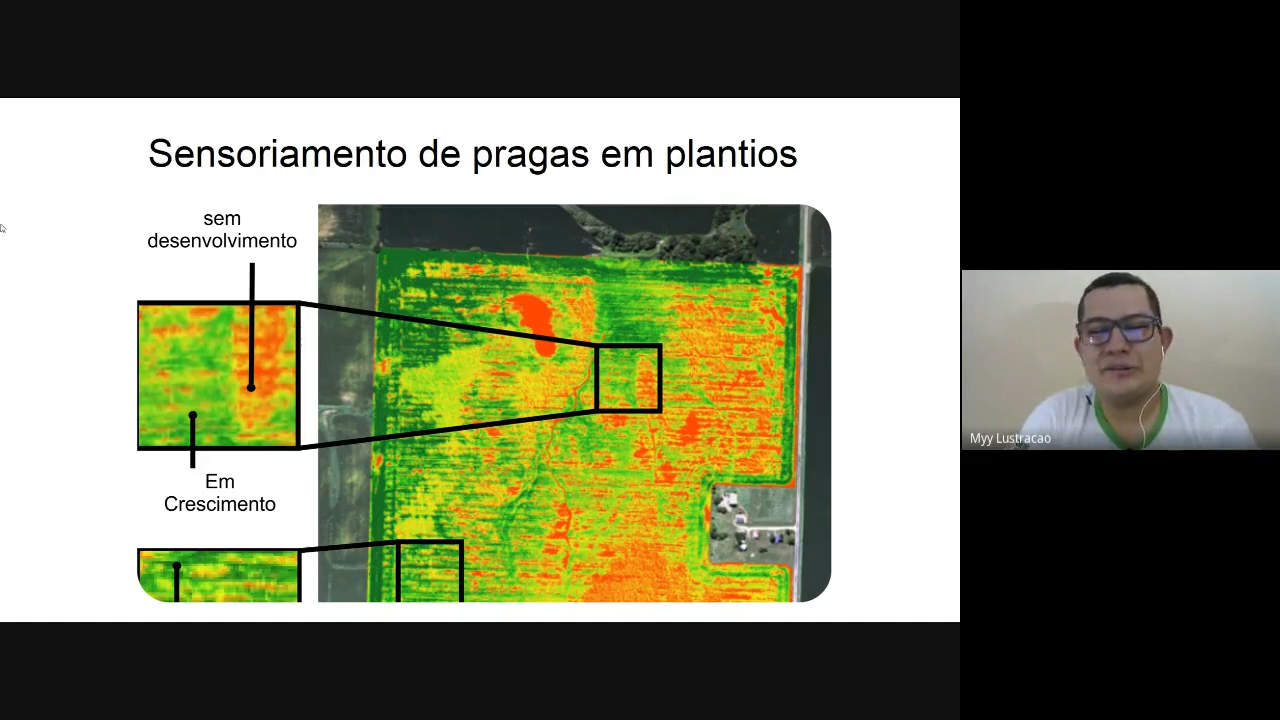 Sensoriamento de pragas em plantios
sem
desenvolvimento
Em
Crescimento
Myy Lustracao